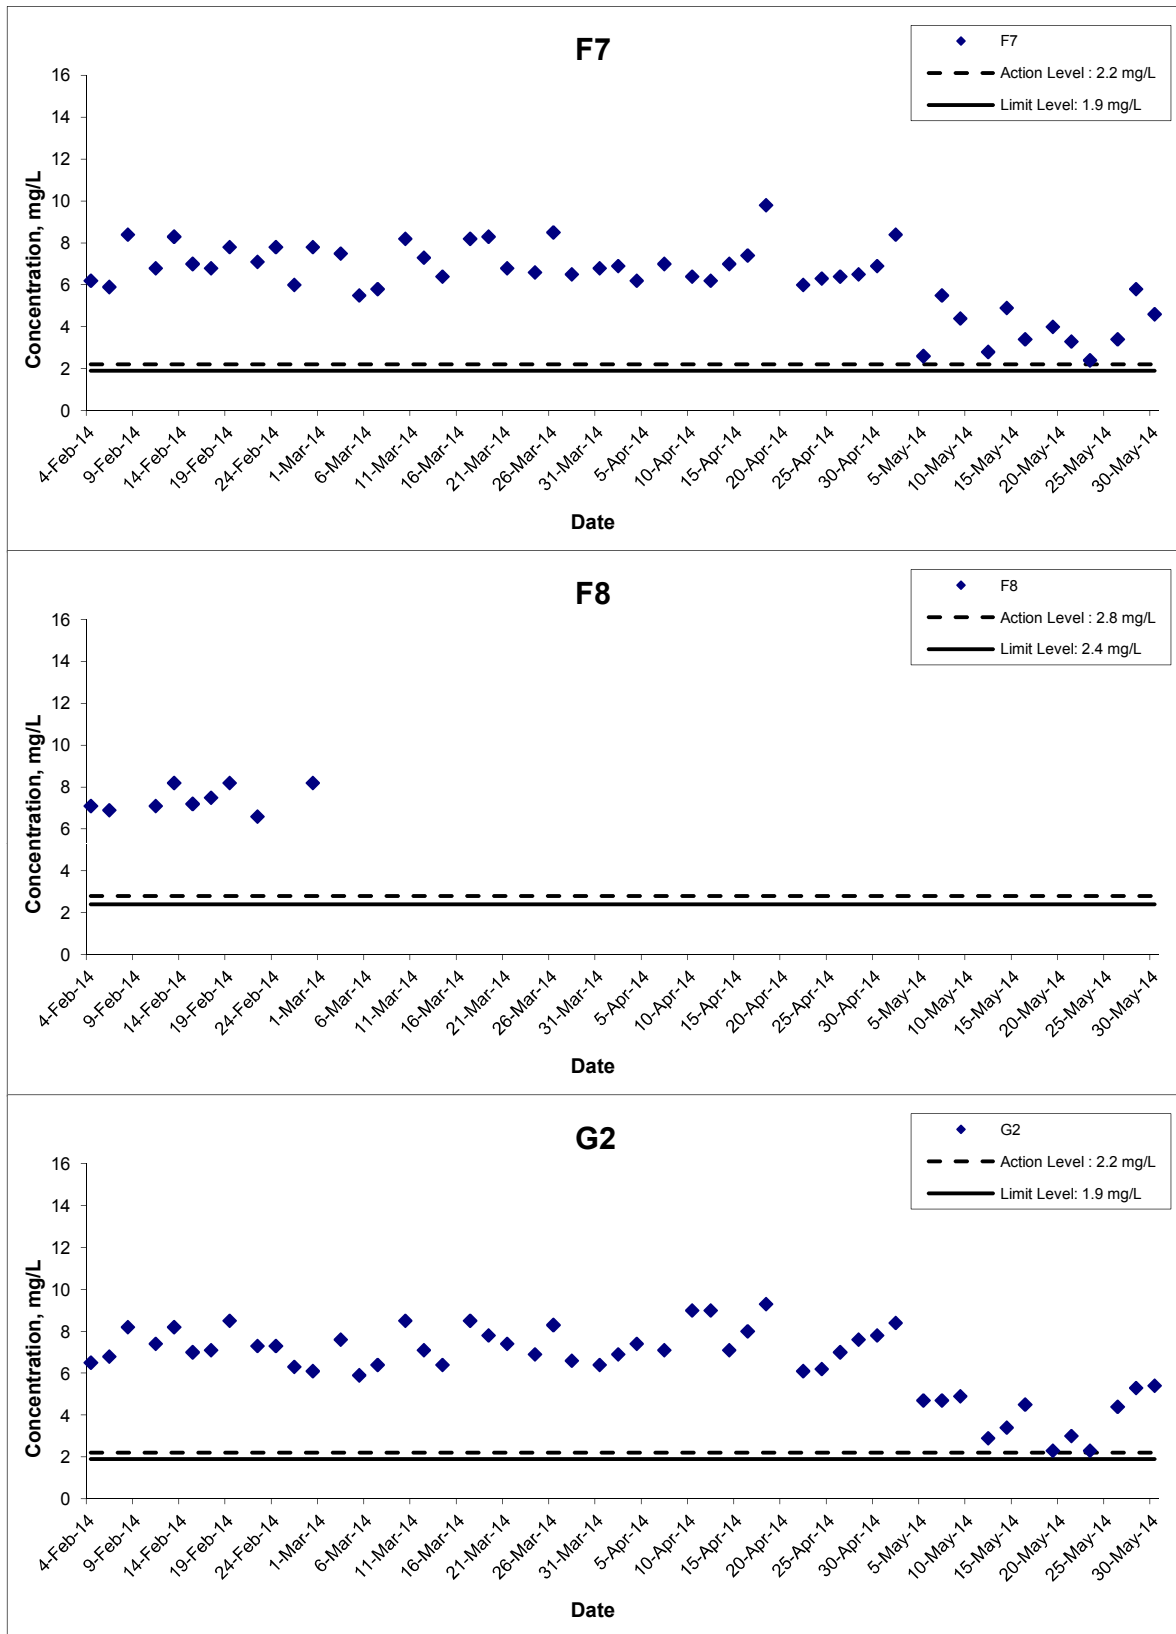 F7
F7
Action Level : 2.2 mg/L
Limit Level: 1.9 mg/L
Concentration, mg/L
16
14
12
10
8
6
4
2
0
4-Feb-14
9-Feb-14
14-Feb-14
19-Feb-14
24-Feb-14
1-Mar-14
6-Mar-14
11-Mar-14
16-Mar-14
21-Mar-14
26-Mar-14
31-Mar-14
5-Apr-14
10-Apr-14
15-Apr-14
20-Apr-14
25-Apr-14
30-Apr-14
5-May-14
10-May-14
15-May-14
20-May-14
25-May-14
30-May-14
Date
F8
F8
Action Level : 2.8 mg/L
Limit Level: 2.4 mg/L
Concentration, mg/L
16
14
12
10
8
6
4
2
0
4-Feb-14
9-Feb-14
14-Feb-14
19-Feb-14
24-Feb-14
1-Mar-14
6-Mar-14
11-Mar-14
16-Mar-14
21-Mar-14
26-Mar-14
31-Mar-14
5-Apr-14
10-Apr-14
15-Apr-14
20-Apr-14
25-Apr-14
30-Apr-14
5-May-14
10-May-14
15-May-14
20-May-14
25-May-14
30-May-14
Date
G2
G2
Action Level : 2.2 mg/L
Limit Level: 1.9 mg/L
Concentration, mg/L
16
14
12
10
8
6
4
2
0
4-Feb-14
9-Feb-14
14-Feb-14
19-Feb-14
24-Feb-14
1-Mar-14
6-Mar-14
11-Mar-14
16-Mar-14
21-Mar-14
26-Mar-14
31-Mar-14
5-Apr-14
10-Apr-14
15-Apr-14
20-Apr-14
25-Apr-14
30-Apr-14
5-May-14
10-May-14
15-May-14
20-May-14
25-May-14
30-May-14
Date